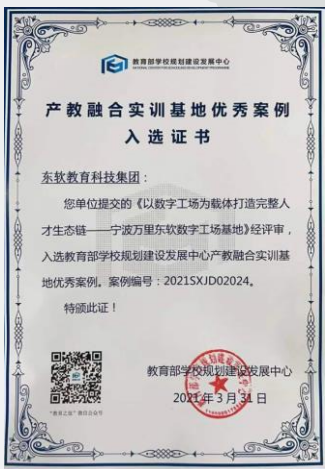 教育部学校规划建设发展中心
产教融合实训基地优秀案例
入选证书
东软教育科技集团：
您单位提交的《以数字工场为载体打造完整人
才生态链——宁波万里东软数字工场基地》经评审，
入选教育部学校规划建设发展中心产教融合实训基
地优秀案例。案例编号：2021SXJD02024。
特颁此证！
教育部学校规划建设发展中心
2021年3月31日